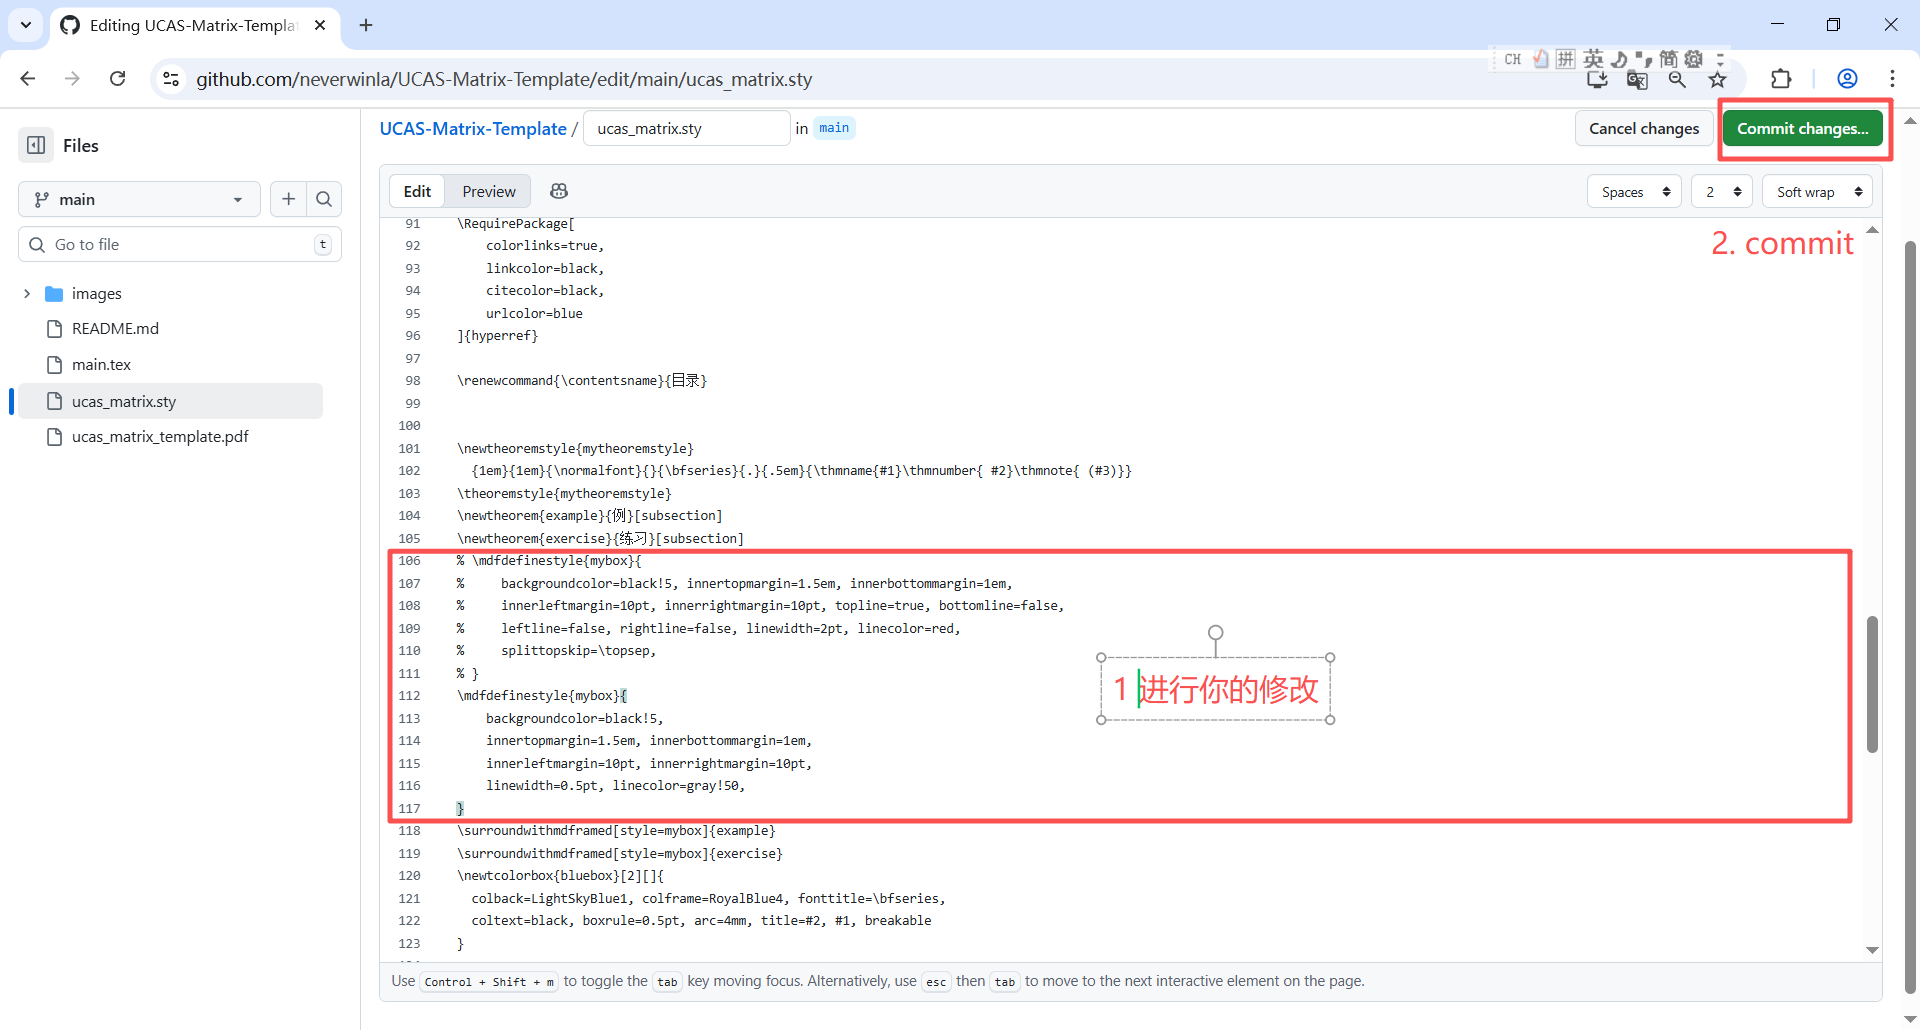 Editing UCAS-Matrix-Templa
github.com/neverwinla/UCAS-Matrix-Template/edit/main/ucas_matrix.sty
CH 拼 英 简
Files
UCAS-Matrix-Template / ucas_matrix.sty in main
Cancel changes
Commit changes...
main
Go to file
t
images
README.md
main.tex
ucas_matrix.sty
ucas_matrix_template.pdf
Edit
Preview
Spaces
2
Soft wrap
2. commit
91 \RequirePackage[
92 colorlinks=true,
93 linkcolor=black,
94 citecolor=black,
95 urlcolor=blue
96 ]{hyperref}
97
98 \renewcommand{\contentsname}{目录}
99
100
101 \newtheoremstyle{mytheoremstyle}
102 {1em}{1em}{\normalfont}{}{\bfseries}{.}{.5em}{\thmname{#1}\thmnumber{ #2}\thmnote{ (#3)}}
103 \theoremstyle{mytheoremstyle}
104 \newtheorem{example}{例}[subsection]
105 \newtheorem{exercise}{练习}[subsection]
106 % \mdfdefinestyle{mybox}{
107 % backgroundcolor=black!5, innertopmargin=1.5em, innerbottommargin=1em,
108 % innerleftmargin=10pt, innerrightmargin=10pt, topline=true, bottomline=false,
109 % leftline=false, rightline=false, linewidth=2pt, linecolor=red,
110 % splittopskip=\topsep,
111 % }
112 \mdfdefinestyle{mybox}{
113 backgroundcolor=black!5,
114 innertopmargin=1.5em, innerbottommargin=1em,
115 innerleftmargin=10pt, innerrightmargin=10pt,
116 linewidth=0.5pt, linecolor=gray!50,
117 }
1 进行你的修改
118 \surroundwithmdframed[style=mybox]{example}
119 \surroundwithmdframed[style=mybox]{exercise}
120 \newtcolorbox{bluebox}[2][]{
121 colback=LightSkyBlue1, colframe=RoyalBlue4, fonttitle=\bfseries,
122 coltext=black, boxrule=0.5pt, arc=4mm, title=#2, #1, breakable
123 }
Use Control + Shift + m to toggle the tab key moving focus. Alternatively, use esc then tab to move to the next interactive element on the page.